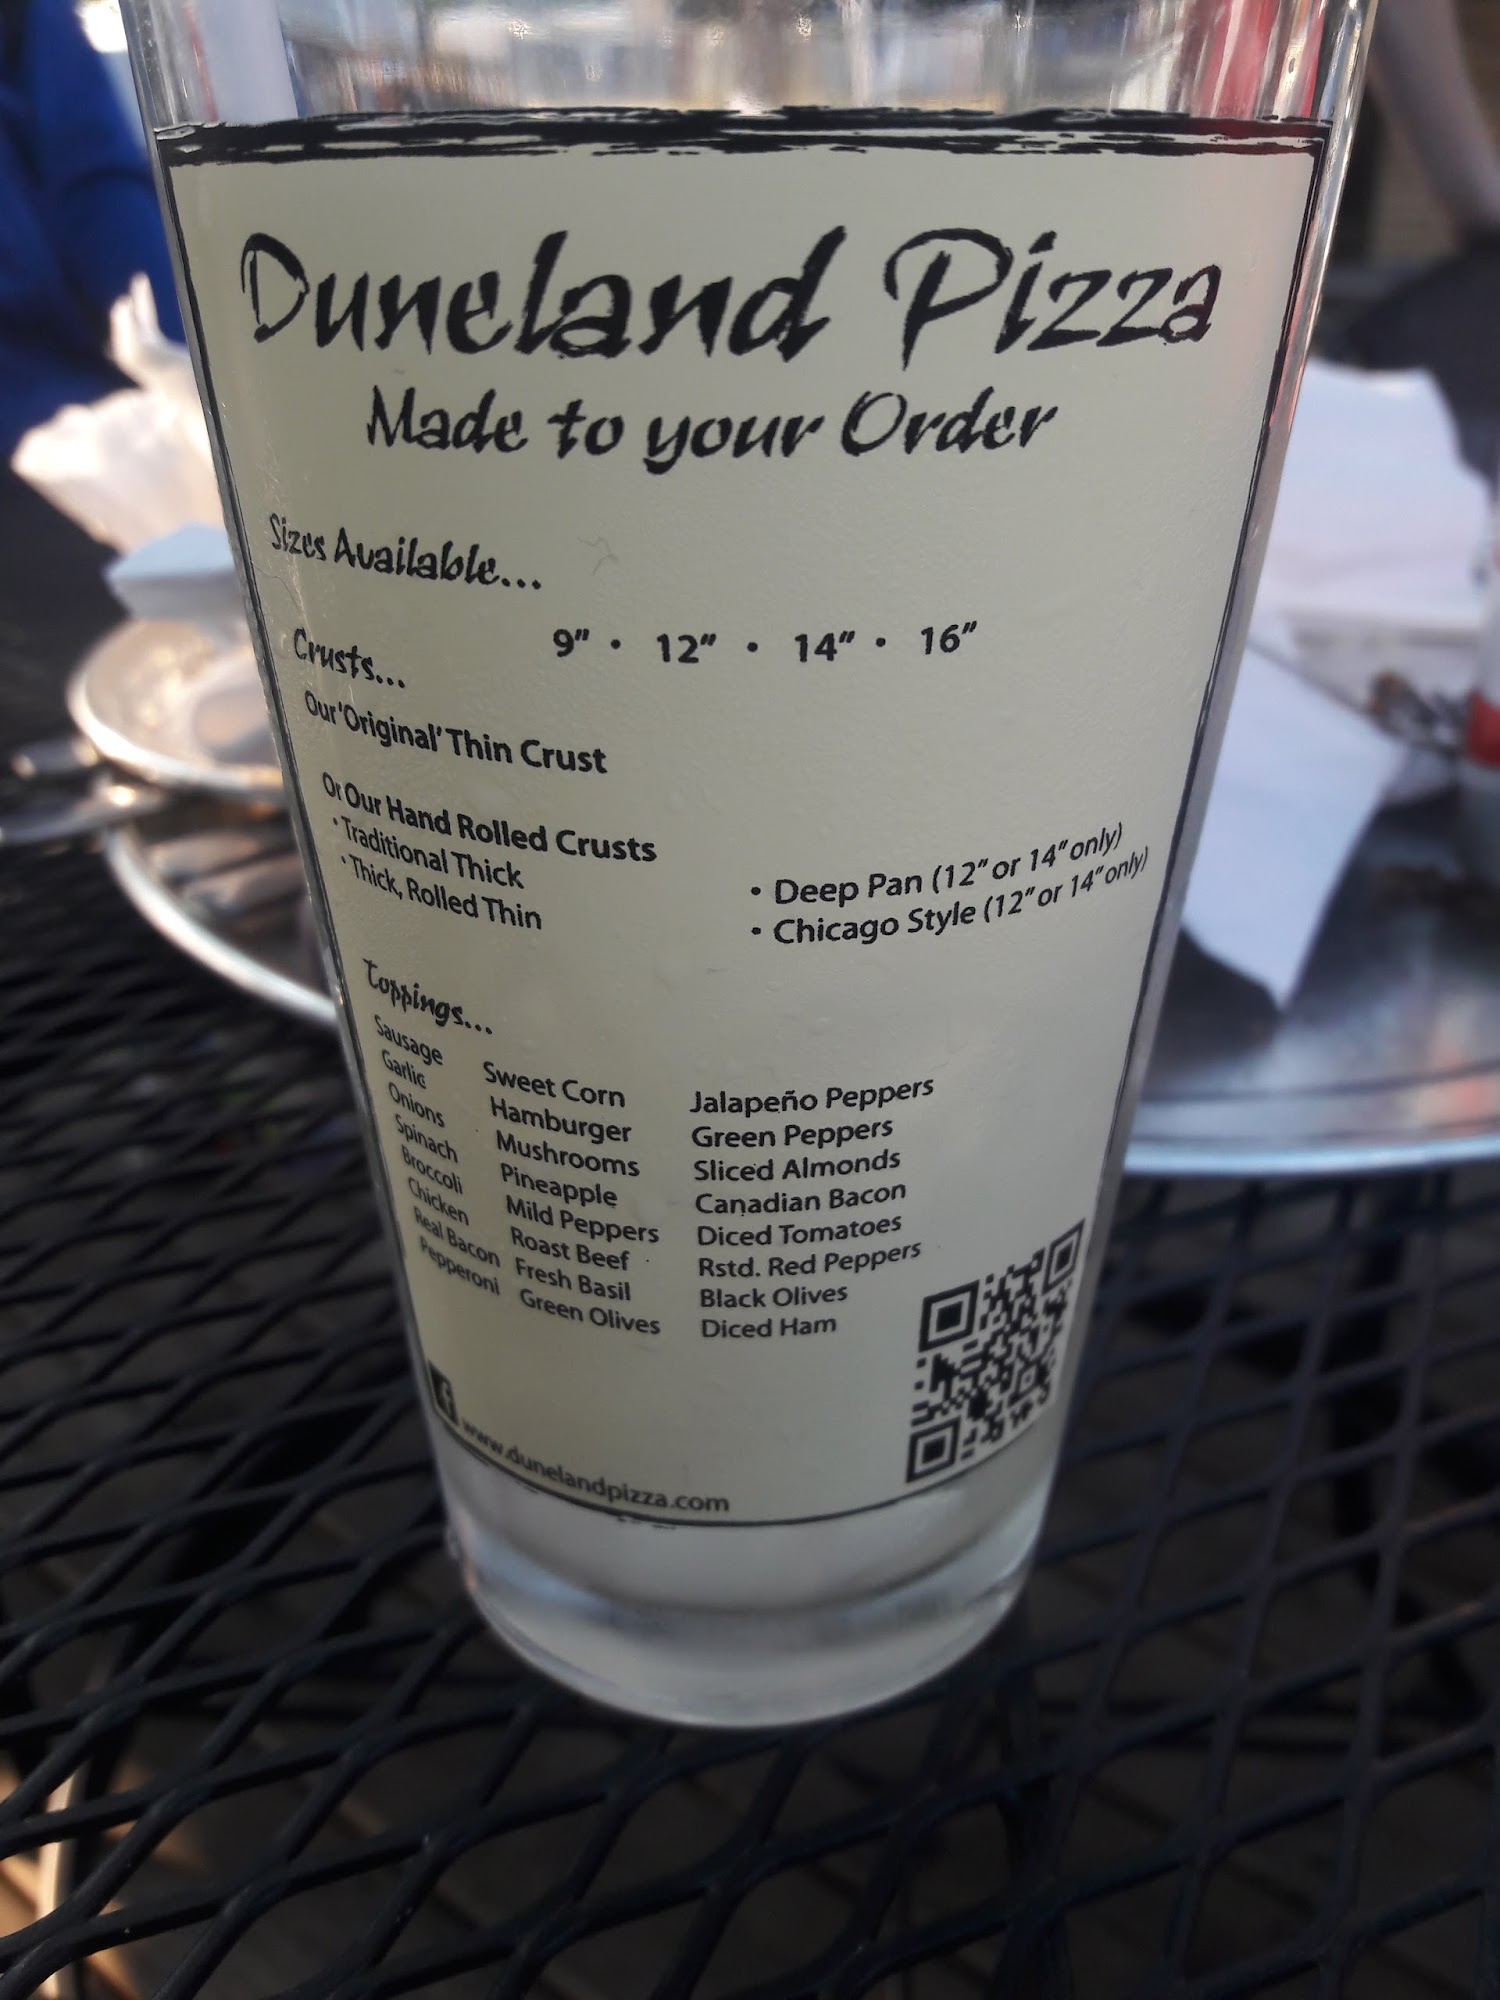 Duneland Pizza
Made to your Order
Sizes Available...
9" • 12" • 14" • 16"
Crusts...
Our 'Original' Thin Crust
Or Our Hand Rolled Crusts
• Traditional Thick
• Thick, Rolled Thin
• Deep Pan (12" or 14" only)
• Chicago Style (12" or 14" only)
Toppings...
Sausage
Garlic
Onions
Spinach
Broccoli
Chicken
Real Bacon
Pepperoni
Sweet Corn
Hamburger
Mushrooms
Pineapple
Mild Peppers
Roast Beef
Fresh Basil
Green Olives
Jalapeño Peppers
Green Peppers
Sliced Almonds
Canadian Bacon
Diced Tomatoes
Rstd. Red Peppers
Black Olives
Diced Ham
f www.dunelandpizza.com